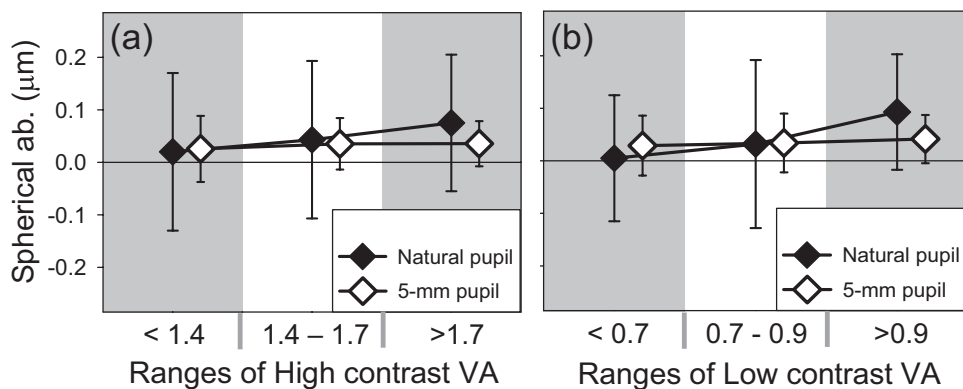 (a)
Spherical ab. (μm)
0.2
0.1
0.0
-0.1
-0.2
Natural pupil
5-mm pupil
< 1.4
1.4 – 1.7
>1.7
Ranges of High contrast VA
(b)
Natural pupil
5-mm pupil
< 0.7
0.7 - 0.9
>0.9
Ranges of Low contrast VA